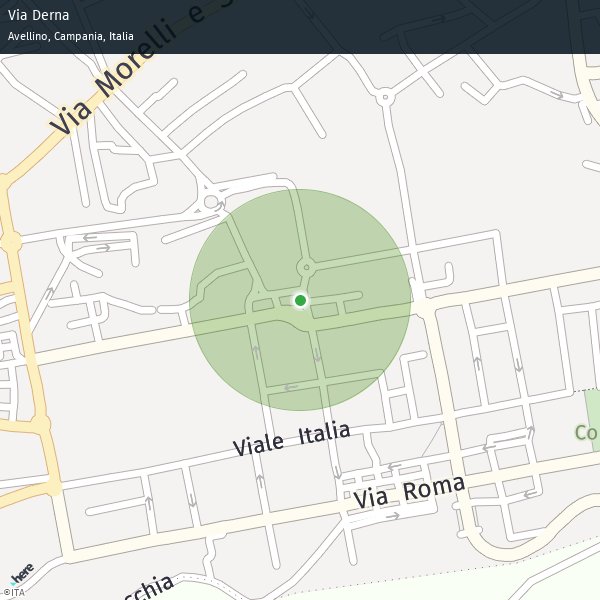 Via Derna
Avellino, Campania, Italia
Via Morelli e S
Viale Italia
Co
Via Roma
here
cchia
©ITA